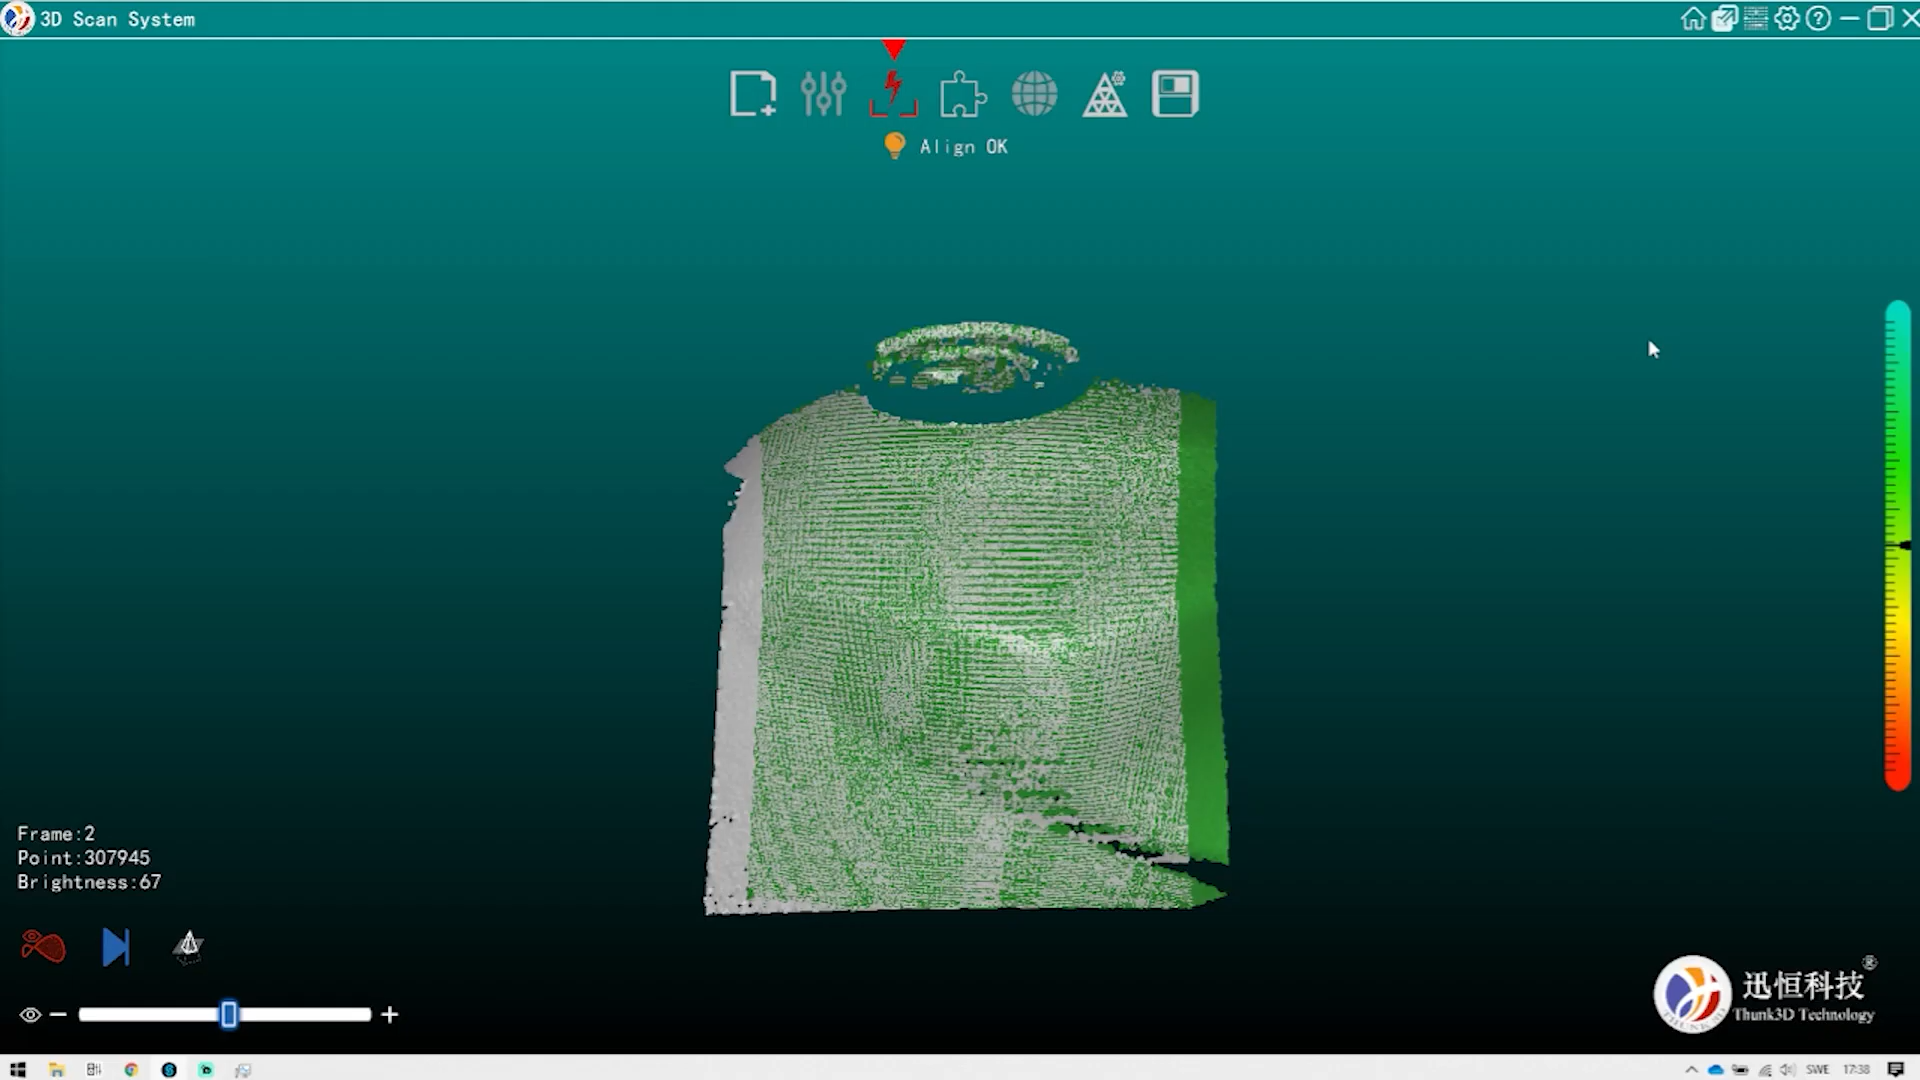 3D Scan System
Align OK
Frame:2
Point:307945
Brightness:67
迅恒科技®
Thunk3D Technology
SWE 17:38